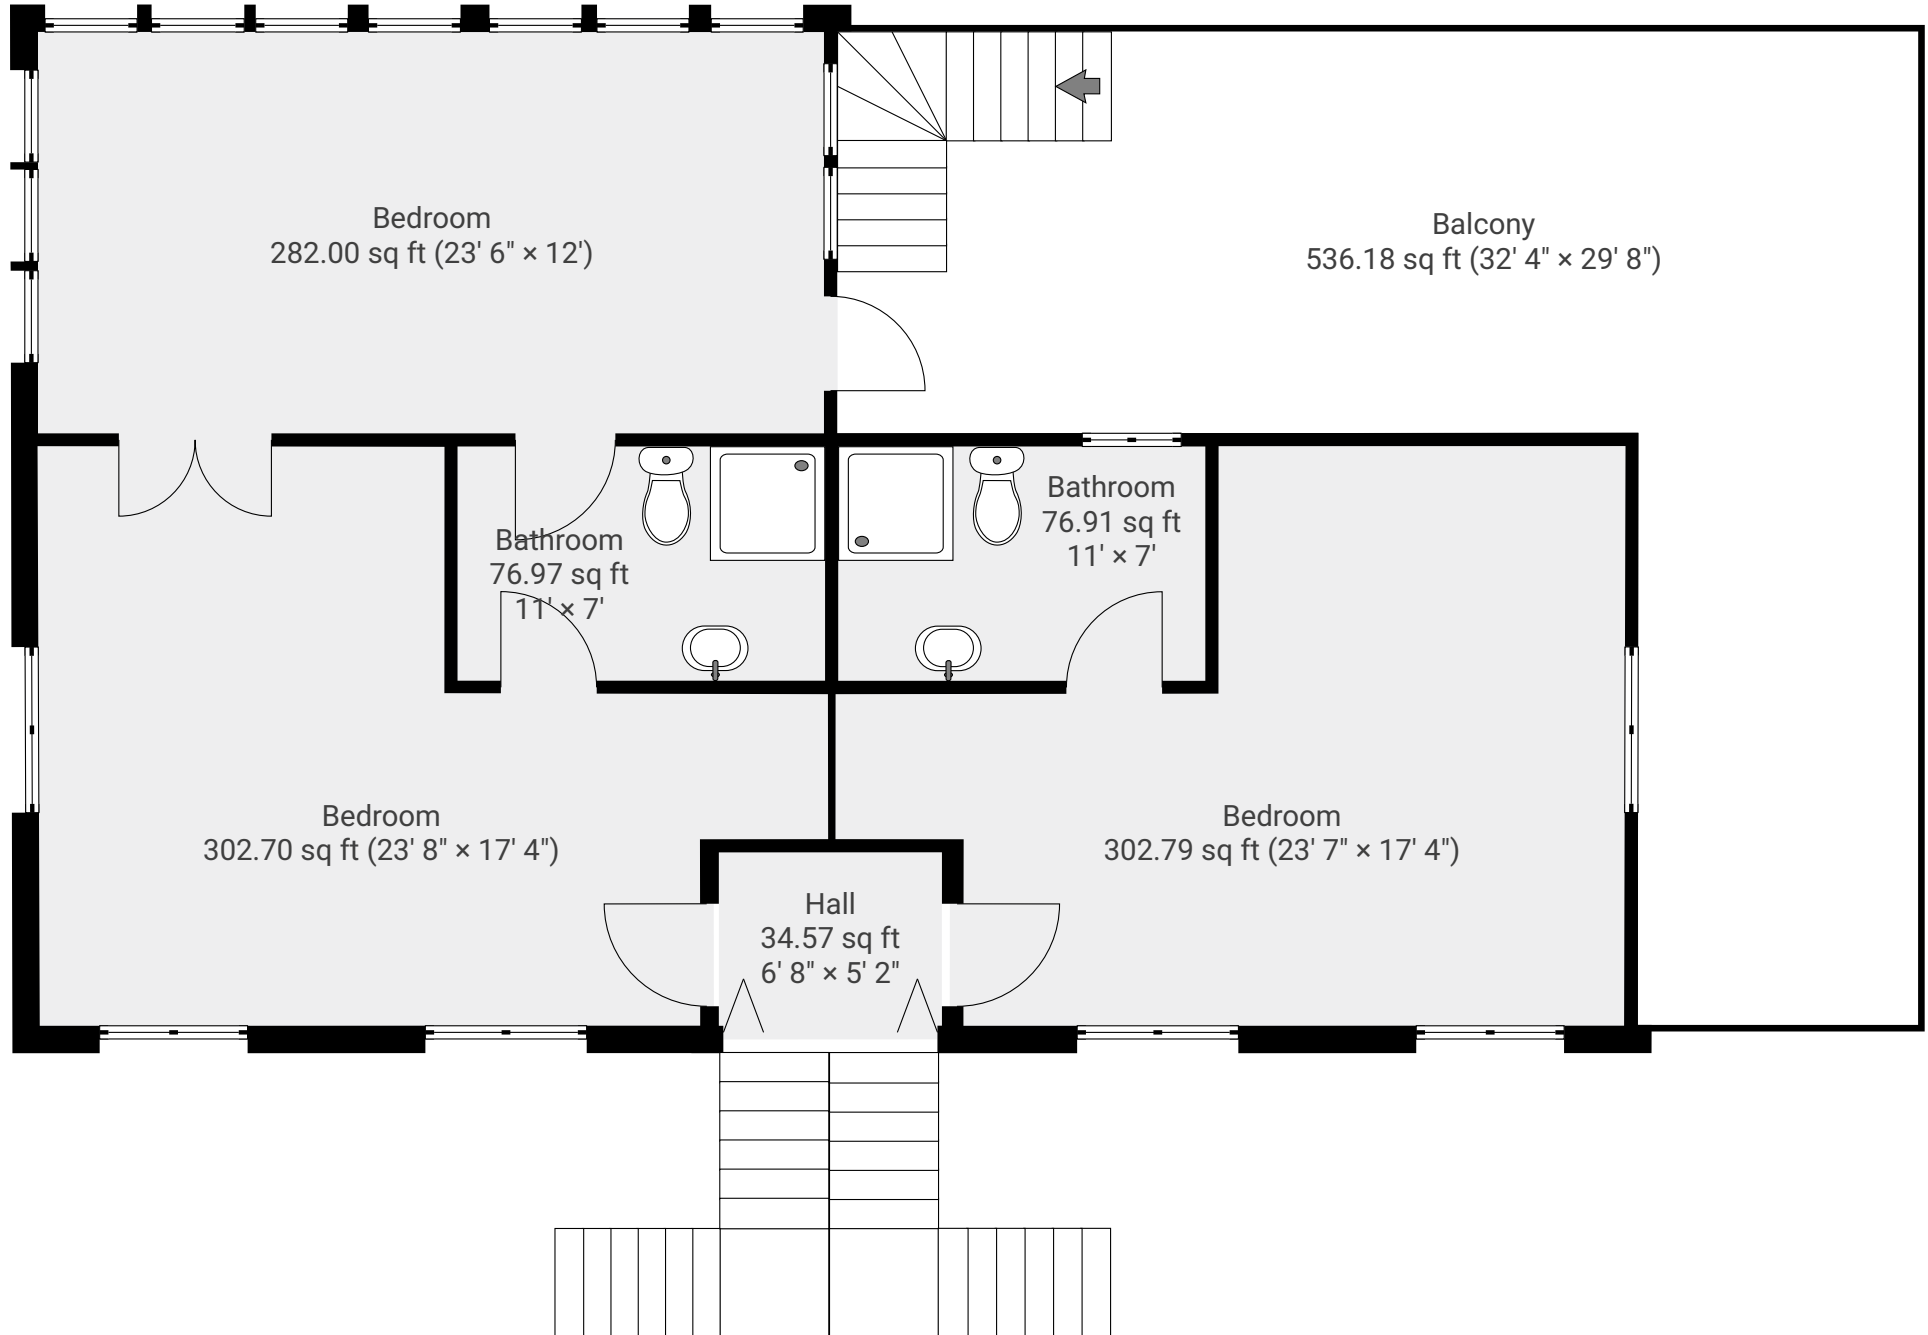 Bedroom
282.00 sq ft (23' 6" × 12')
Balcony
536.18 sq ft (32' 4" × 29' 8")
Bathroom
76.97 sq ft
11' × 7'
Bathroom
76.91 sq ft
11' × 7'
Bedroom
302.70 sq ft (23' 8" × 17' 4")
Hall
34.57 sq ft
6' 8" × 5' 2"
Bedroom
302.79 sq ft (23' 7" × 17' 4")